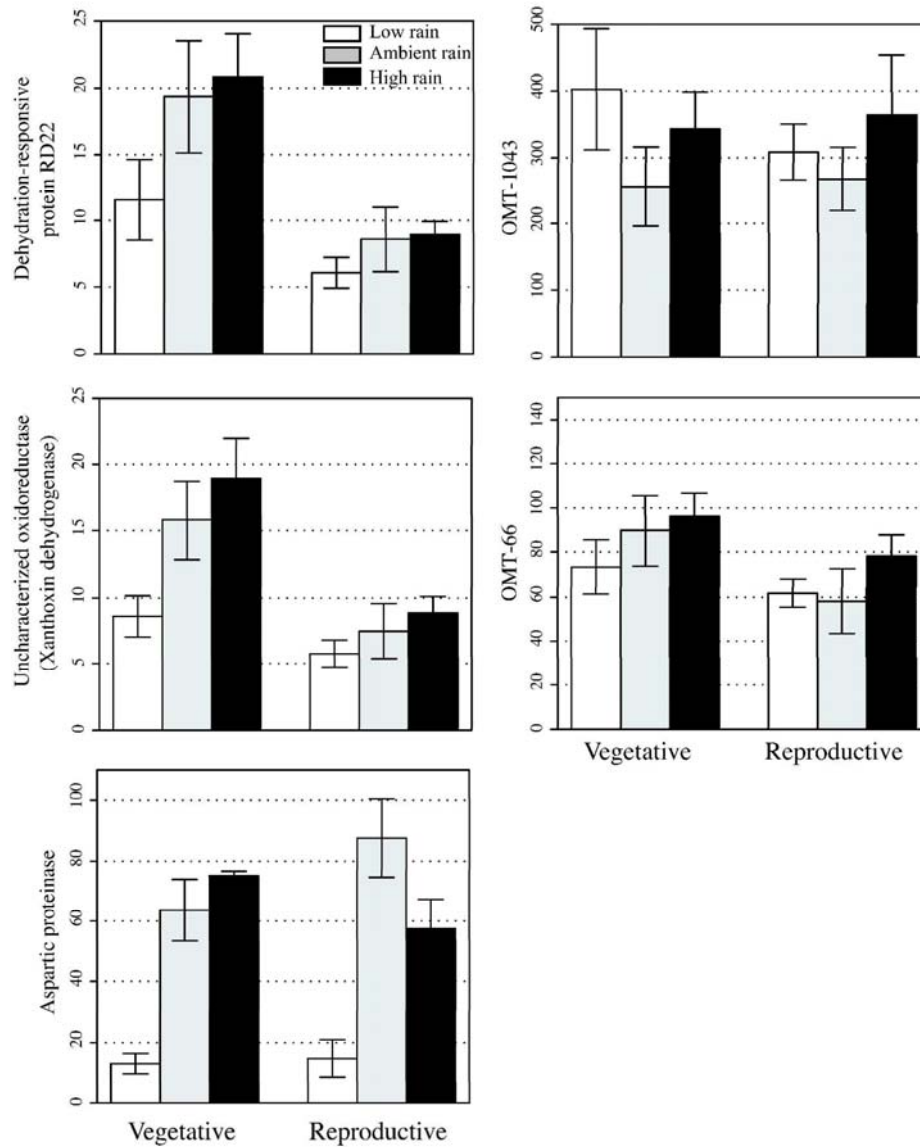 Dehydration-responsive
protein RD22
25
20
15
10
5
0
Low rain
Ambient rain
High rain
OMT-1043
500
400
300
200
100
0
Uncharacterized oxidoreductase
(Xanthoxin dehydrogenase)
25
20
15
10
5
0
OMT-66
140
120
100
80
60
40
20
0
Vegetative
Reproductive
Aspartic proteinase
100
80
60
40
20
0
Vegetative
Reproductive